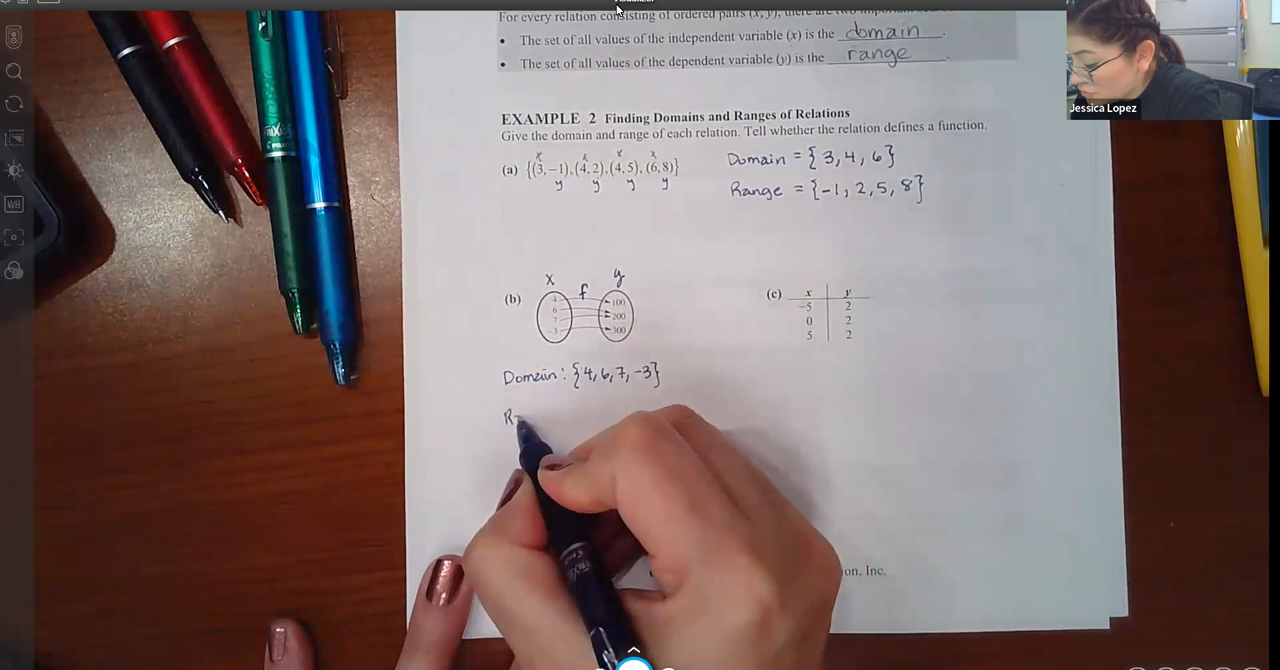 For every relation consisting of ordered pairs (x, y), there are two important
• The set of all values of the independent variable (x) is the domain.
• The set of all values of the dependent variable (y) is the range.
Jessica Lopez
EXAMPLE 2 Finding Domains and Ranges of Relations
Give the domain and range of each relation. Tell whether the relation defines a function.
x x x x
(a) {(3, −1), (4, 2), (4, 5), (6, 8)} Domain = {3, 4, 6}
y y y y
Range = {-1, 2, 5, 8}
x f y
(b) (c) x y
4 100 −5 2
6 200 0 2
7 300 5 2
−3
Domain: {4, 6, 7, -3}
R
ion, Inc.
WB